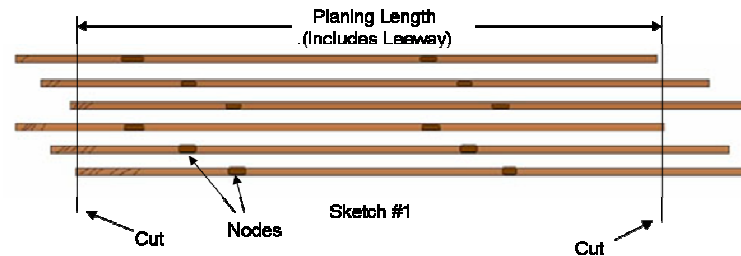 Planing Length
.(Includes Leeway)
Sketch #1
Nodes
Cut
Cut